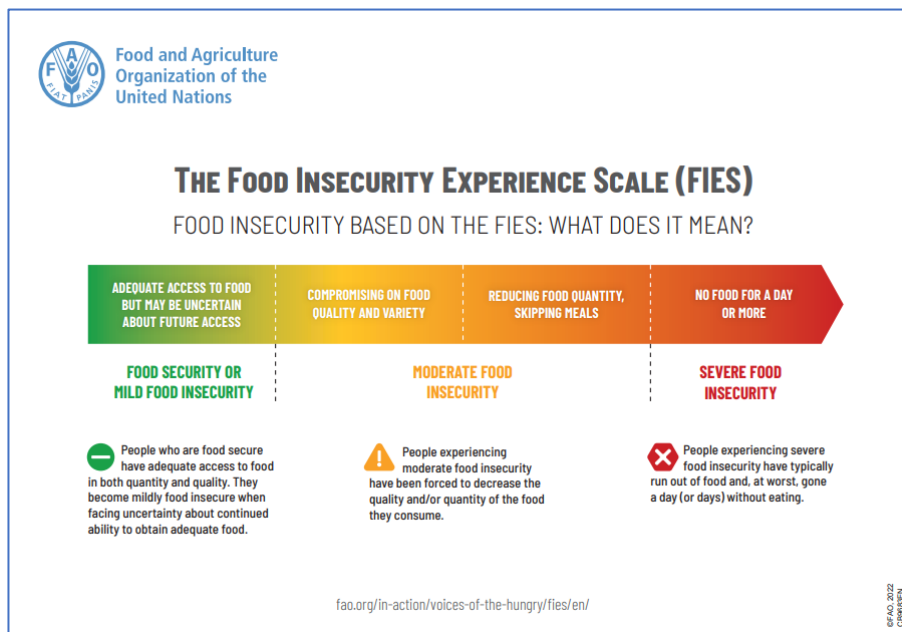 F A O
FIAT PANIS
Food and Agriculture
Organization of the
United Nations
THE FOOD INSECURITY EXPERIENCE SCALE (FIES)
FOOD INSECURITY BASED ON THE FIES: WHAT DOES IT MEAN?
ADEQUATE ACCESS TO FOOD
BUT MAY BE UNCERTAIN
ABOUT FUTURE ACCESS
COMPROMISING ON FOOD
QUALITY AND VARIETY
REDUCING FOOD QUANTITY,
SKIPPING MEALS
NO FOOD FOR A DAY
OR MORE
FOOD SECURITY OR
MILD FOOD INSECURITY
MODERATE FOOD
INSECURITY
SEVERE FOOD
INSECURITY
People who are food secure
have adequate access to food
in both quantity and quality. They
become mildly food insecure when
facing uncertainty about continued
ability to obtain adequate food.
People experiencing
moderate food insecurity
have been forced to decrease the
quality and/or quantity of the food
they consume.
People experiencing severe
food insecurity have typically
run out of food and, at worst, gone
a day (or days) without eating.
fao.org/in-action/voices-of-the-hungry/fies/en/
©FAO, 2022